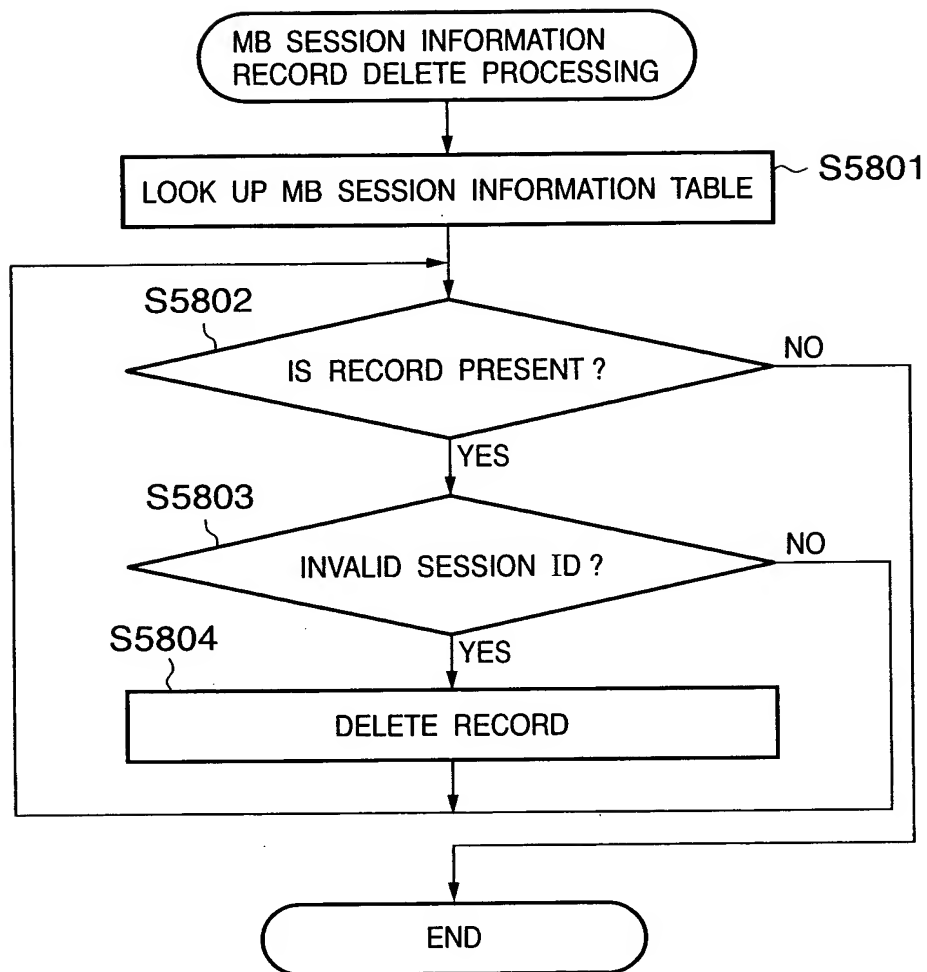 MB SESSION INFORMATION
RECORD DELETE PROCESSING
S5801
LOOK UP MB SESSION INFORMATION TABLE
S5802
IS RECORD PRESENT?
NO
YES
S5803
INVALID SESSION ID?
NO
YES
S5804
DELETE RECORD
END